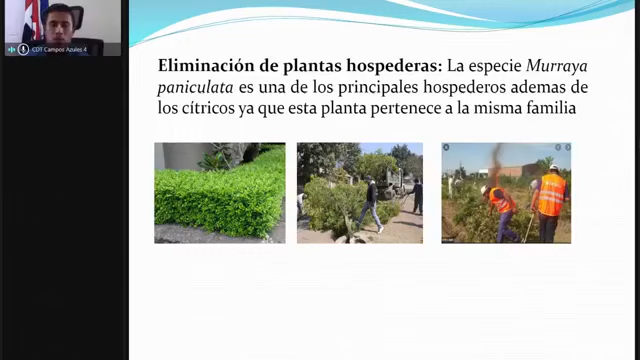 CDT Campos Azules 4
Eliminación de plantas hospederas: La especie Murraya
paniculata es una de los principales hospederos ademas de
los cítricos ya que esta planta pertenece a la misma familia